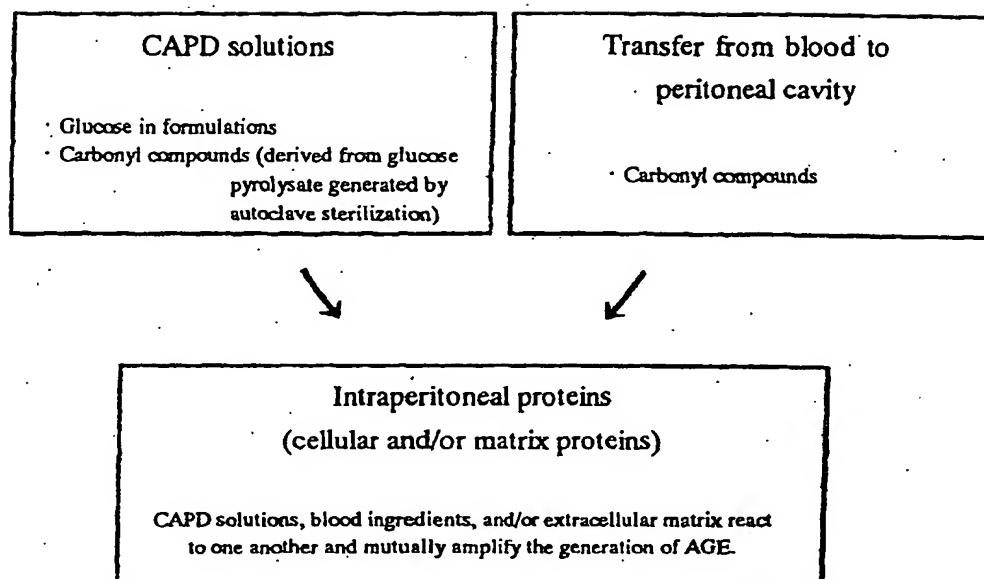 CAPD solutions
· Glucose in formulations
· Carbonyl compounds (derived from glucose
pyrolysate generated by
autoclave sterilization)
Transfer from blood to
peritoneal cavity
· Carbonyl compounds
Intraperitoneal proteins
(cellular and/or matrix proteins)
CAPD solutions, blood ingredients, and/or extracellular matrix react
to one another and mutually amplify the generation of AGE.